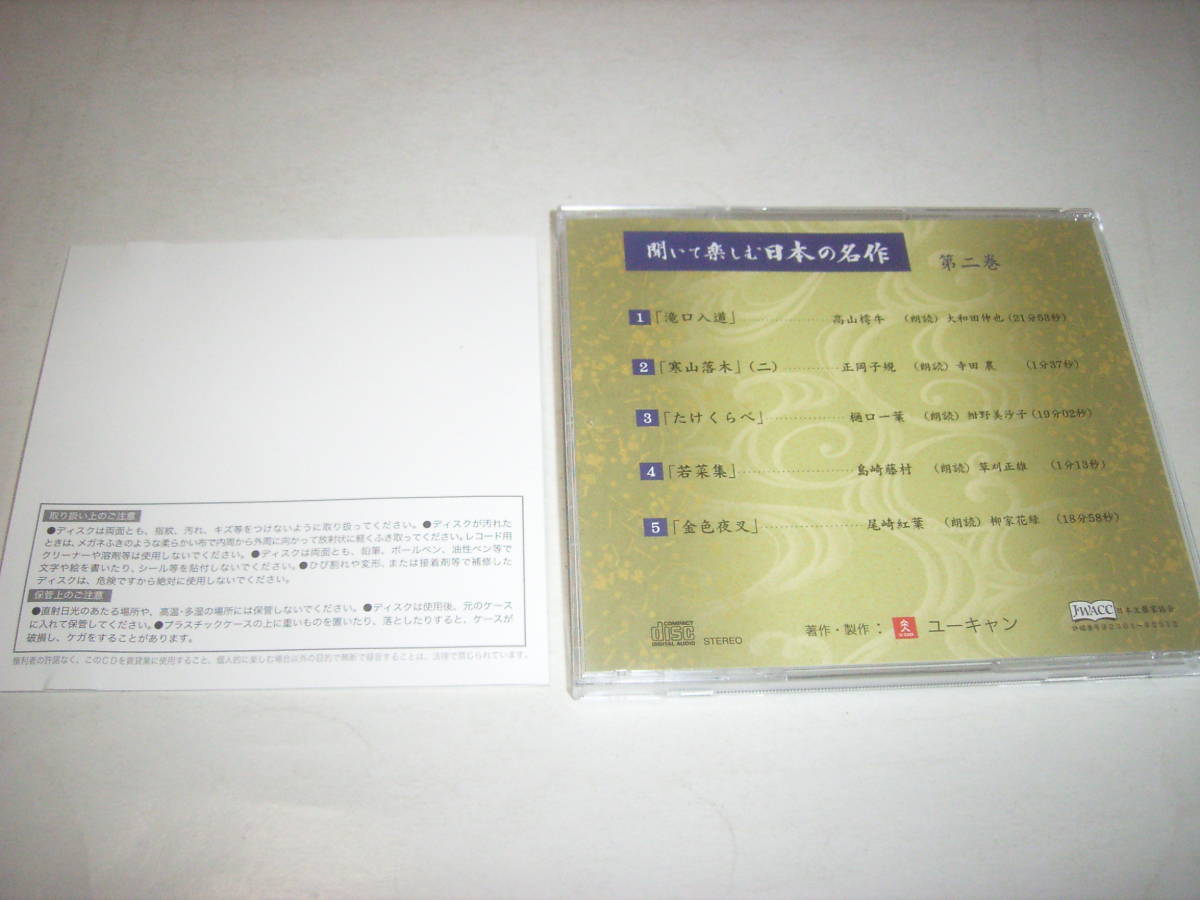 取り扱い上のご注意
●ディスクは両面とも、指紋、汚れ、キズ等をつけないように取り扱ってください。●ディスクが汚れた
ときは、メガネふきのような柔らかい布で内周から外周に向かって放射状に軽くふき取ってください。レコード用
クリーナーや溶剤等は使用しないでください。●ディスクは両面とも、鉛筆、ボールペン、油性ペン等で
文字や絵を書いたり、シール等を貼付しないでください。●ひび割れや変形、または接着剤等で補修した
ディスクは、危険ですから絶対に使用しないでください。
保管上のご注意
●直射日光のあたる場所や、高温・多湿の場所には保管しないでください。●ディスクは使用後、元のケース
に入れて保管してください。●プラスチックケースの上に重いものを置いたり、落としたりすると、ケースが
破損し、ケガをすることがあります。
権利者の許諾なく、このCDを賃貸業に使用すること、個人的に楽しむ場合以外の目的で無断で録音することは、法律で禁じられています。
聞いて楽しむ日本の名作 第二巻
1 「滝口入道」 高山樗牛 (朗読) 大和田伸也 (21分53秒)
2 「寒山落木」(二) 正岡子規 (朗読) 寺田農 (1分37秒)
3 「たけくらべ」 樋口一葉 (朗読) 紺野美沙子 (19分02秒)
4 「若菜集」 島崎藤村 (朗読) 草刈正雄 (1分13秒)
5 「金色夜叉」 尾崎紅葉 (朗読) 柳家花緑 (18分58秒)
COMPACT
disc
DIGITAL AUDIO
STEREO
著作・製作: ユーキャン
JWACC 日本文藝家協会